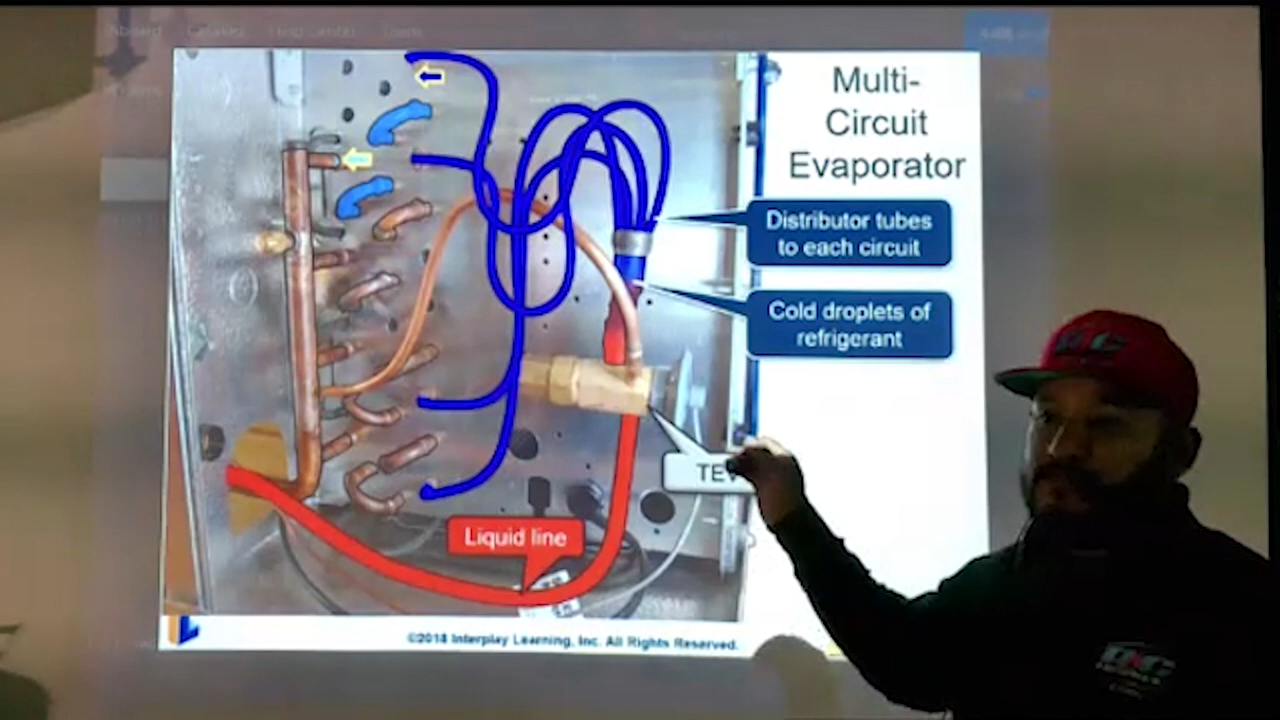 Multi-
Circuit
Evaporator
Distributor tubes
to each circuit
Cold droplets of
refrigerant
TEV
Liquid line
©2018 Interplay Learning, Inc. All Rights Reserved.